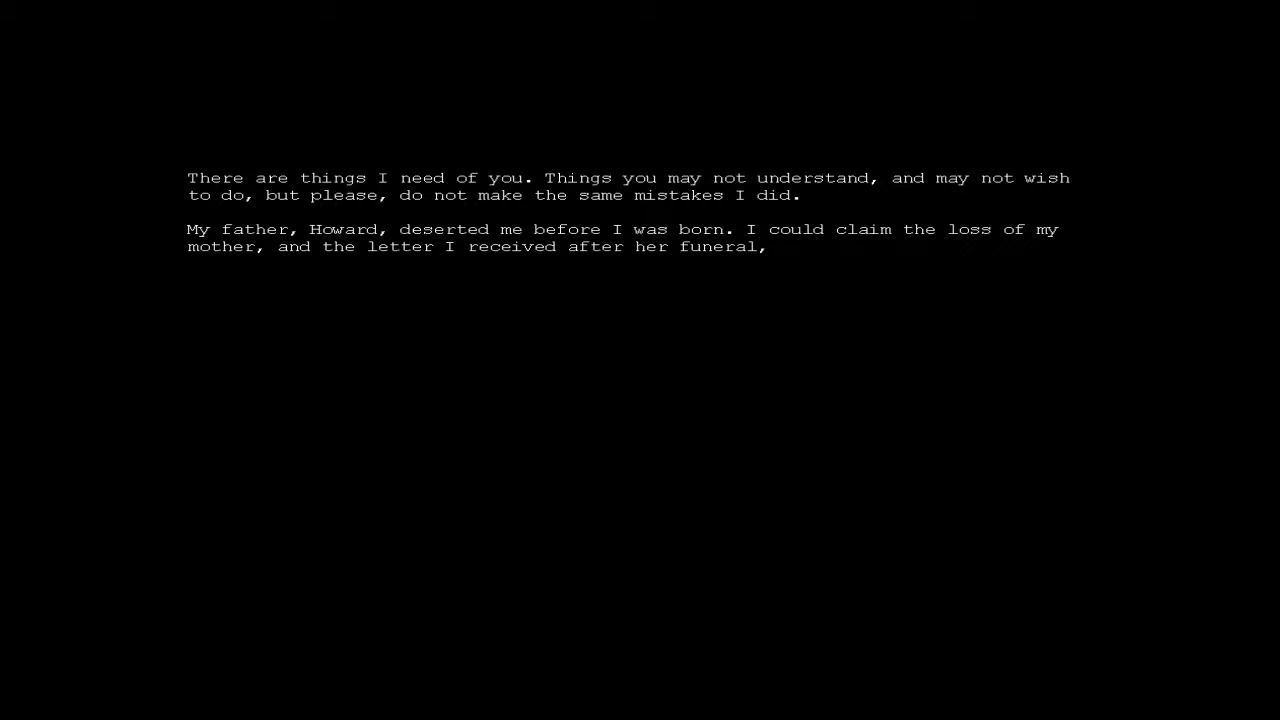 There are things I need of you. Things you may not understand, and may not wish
to do, but please, do not make the same mistakes I did.
My father, Howard, deserted me before I was born. I could claim the loss of my
mother, and the letter I received after her funeral,